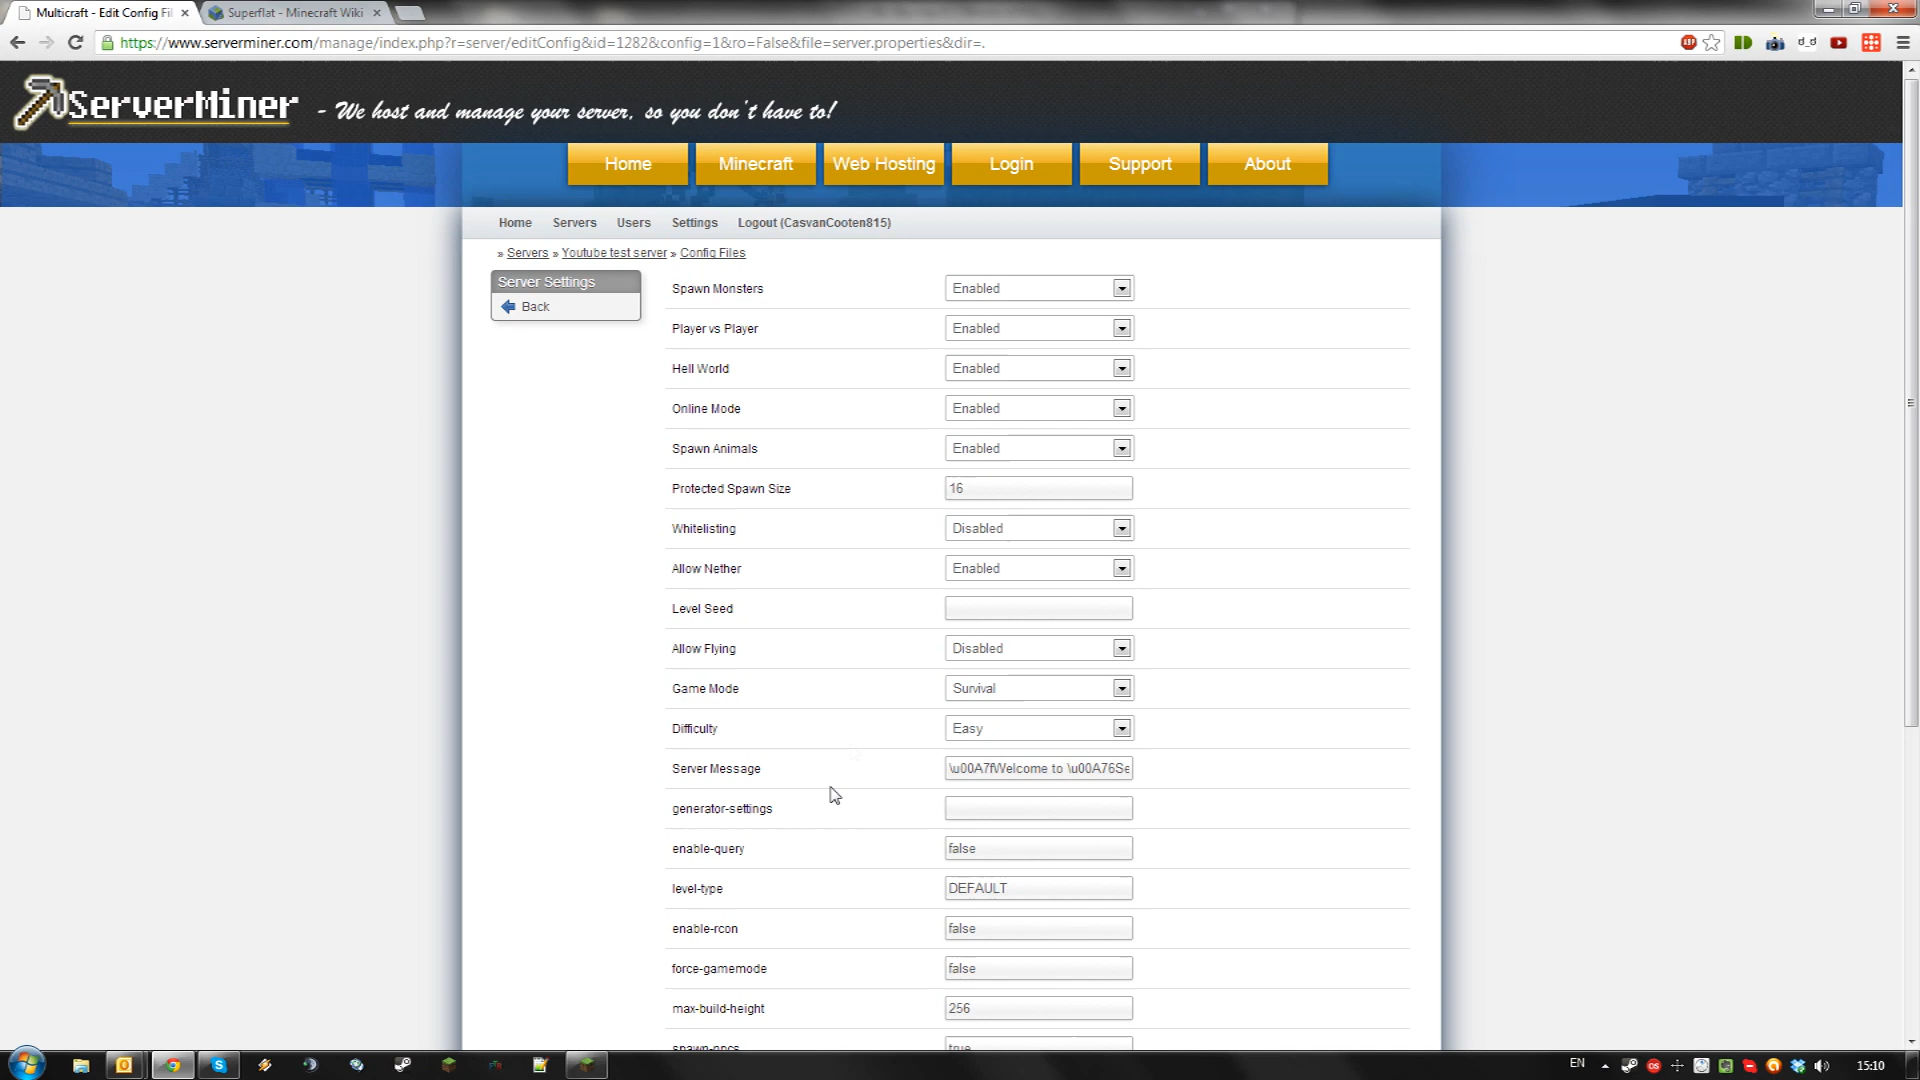 Multicraft - Edit Config Fi
Superflat - Minecraft Wiki
https://www.serverminer.com/manage/index.php?r=server/editConfig&id=1282&config=1&ro=False&file=server.properties&dir=.
ServerMiner - We host and manage your server, so you don't have to!
Home Minecraft Web Hosting Login Support About
Home Servers Users Settings Logout (CasvanCooten815)
» Servers » Youtube test server » Config Files
Server Settings
Back
Spawn Monsters Enabled
Player vs Player Enabled
Hell World Enabled
Online Mode Enabled
Spawn Animals Enabled
Protected Spawn Size 16
Whitelisting Disabled
Allow Nether Enabled
Level Seed
Allow Flying Disabled
Game Mode Survival
Difficulty Easy
Server Message \u00A7fWelcome to \u00A76Se
generator-settings
enable-query false
level-type DEFAULT
enable-rcon false
force-gamemode false
max-build-height 256
spawn-npcs true
EN 15:10